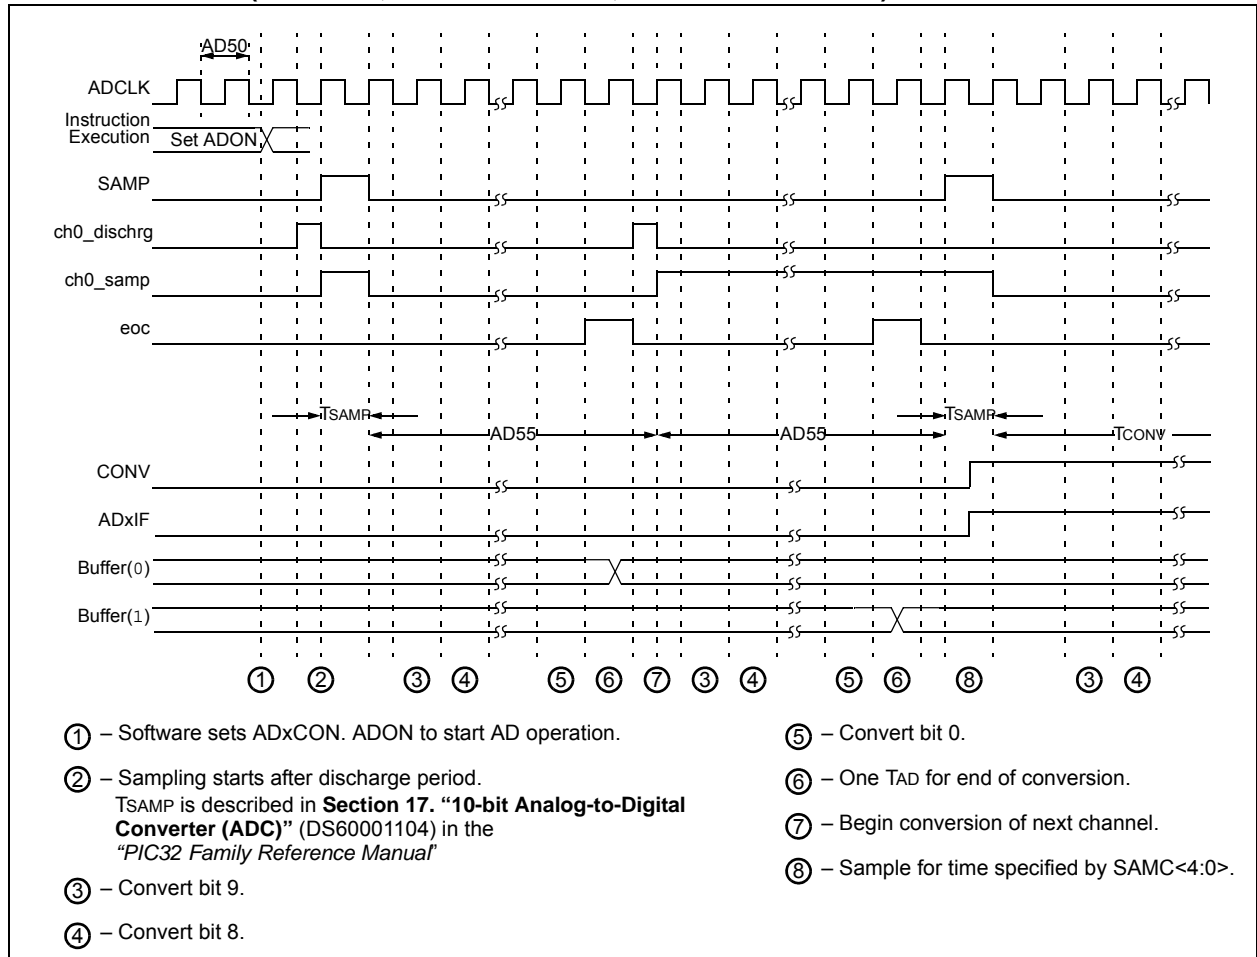 AD50
ADCLK
Instruction
Execution
Set ADON
SAMP
ch0_dischrg
ch0_samp
eoc
TSAMP
TSAMP
AD55
AD55
TCONV
CONV
ADxIF
Buffer(0)
Buffer(1)
1 2 3 4 5 6 7 3 4 5 6 8 3 4
1 – Software sets ADxCON. ADON to start AD operation.
2 – Sampling starts after discharge period.
TSAMP is described in Section 17. “10-bit Analog-to-Digital
Converter (ADC)” (DS60001104) in the
“PIC32 Family Reference Manual”
3 – Convert bit 9.
4 – Convert bit 8.
5 – Convert bit 0.
6 – One TAD for end of conversion.
7 – Begin conversion of next channel.
8 – Sample for time specified by SAMC<4:0>.